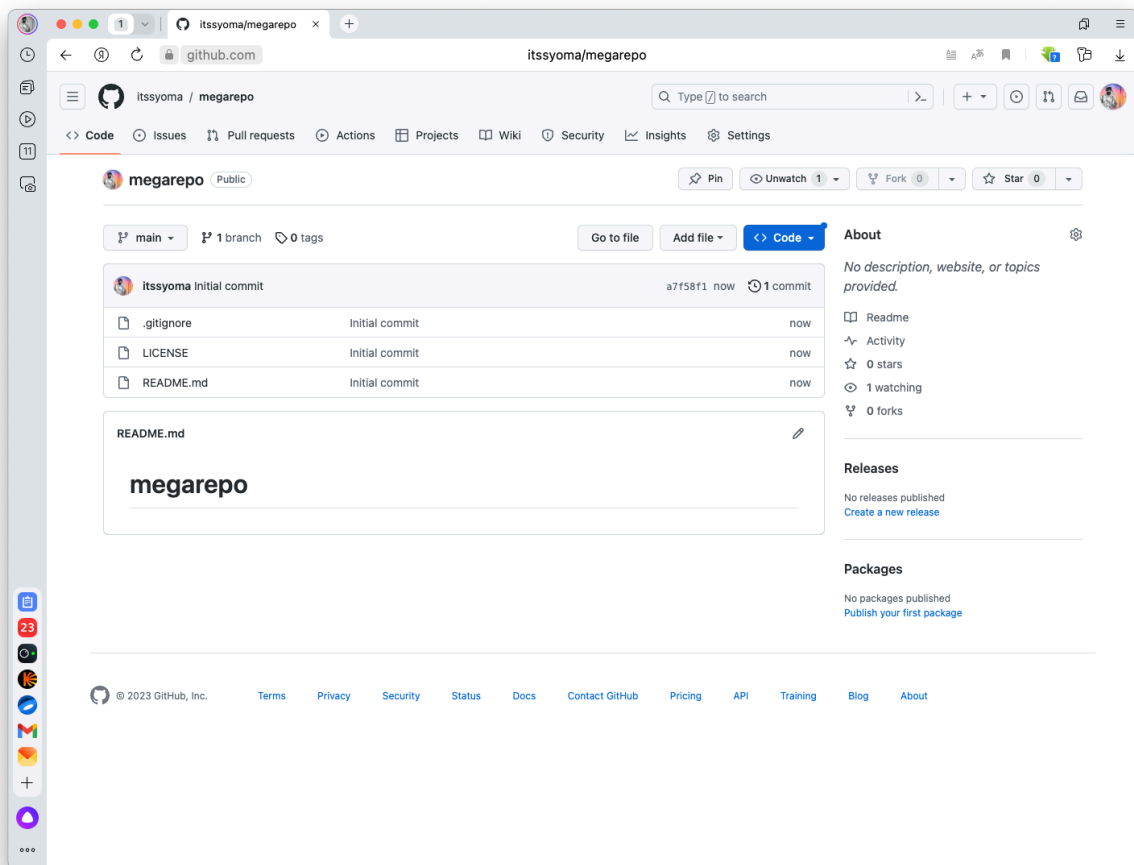 1
itssyoma/megarepo
Я
github.com
itssyoma/megarepo
itssyoma / megarepo
Type / to search
Code
Issues
Pull requests
Actions
Projects
Wiki
Security
Insights
Settings
11
megarepo Public
Pin
Unwatch 1
Fork 0
Star 0
main
1 branch
0 tags
Go to file
Add file
Code
itssyoma Initial commit
a7f58f1 now
1 commit
.gitignore Initial commit now
LICENSE Initial commit now
README.md Initial commit now
README.md
megarepo
About
No description, website, or topics
provided.
Readme
Activity
0 stars
1 watching
0 forks
Releases
No releases published
Create a new release
Packages
No packages published
Publish your first package
23
© 2023 GitHub, Inc.
Terms
Privacy
Security
Status
Docs
Contact GitHub
Pricing
API
Training
Blog
About